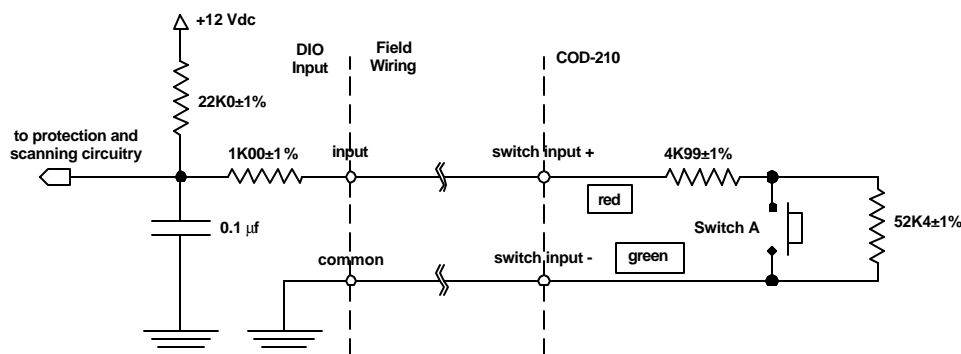 +12 Vdc
DIO
Input
Field
Wiring
COD-210
22K0±1%
to protection and
scanning circuitry
1K00±1%
input
switch input +
4K99±1%
red
0.1 µf
Switch A
52K4±1%
common
switch input -
green